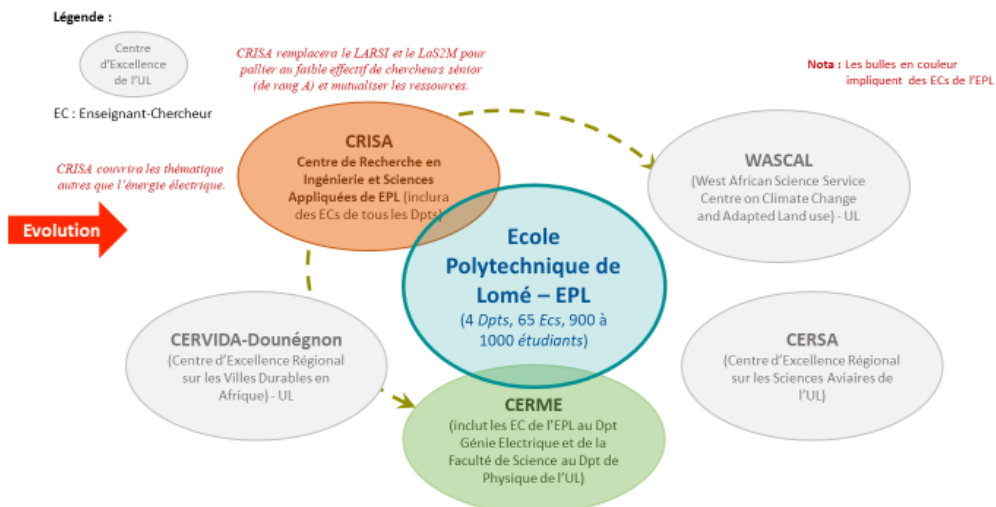 Légende :
Centre
d'Excellence
de l'UL
EC : Enseignant-Chercheur
CRISA remplacera le LARSI et le LaS2M pour
pallier au faible effectif de chercheurs sénior
(de rang A) et mutualiser les ressources.
Nota : Les bulles en couleur
impliquent des ECs de l'EPL
CRISA couvrira les thématique
autres que l'énergie électrique.
Evolution
CRISA
Centre de Recherche en
Ingénierie et Sciences
Appliquées de EPL (inclura
des ECs de tous les Dpts)
WASCAL
(West African Science Service
Centre on Climate Change
and Adapted Land use) - UL
Ecole
Polytechnique de
Lomé – EPL
(4 Dpts, 65 Ecs, 900 à
1000 étudiants)
CERVIDA-Dounégnon
(Centre d'Excellence Régional
sur les Villes Durables en
Afrique) - UL
CERSA
(Centre d'Excellence Régional
sur les Sciences Aviaires de
l'UL)
CERME
(inclut les EC de l'EPL au Dpt
Génie Electrique et de la
Faculté de Science au Dpt de
Physique de l'UL)